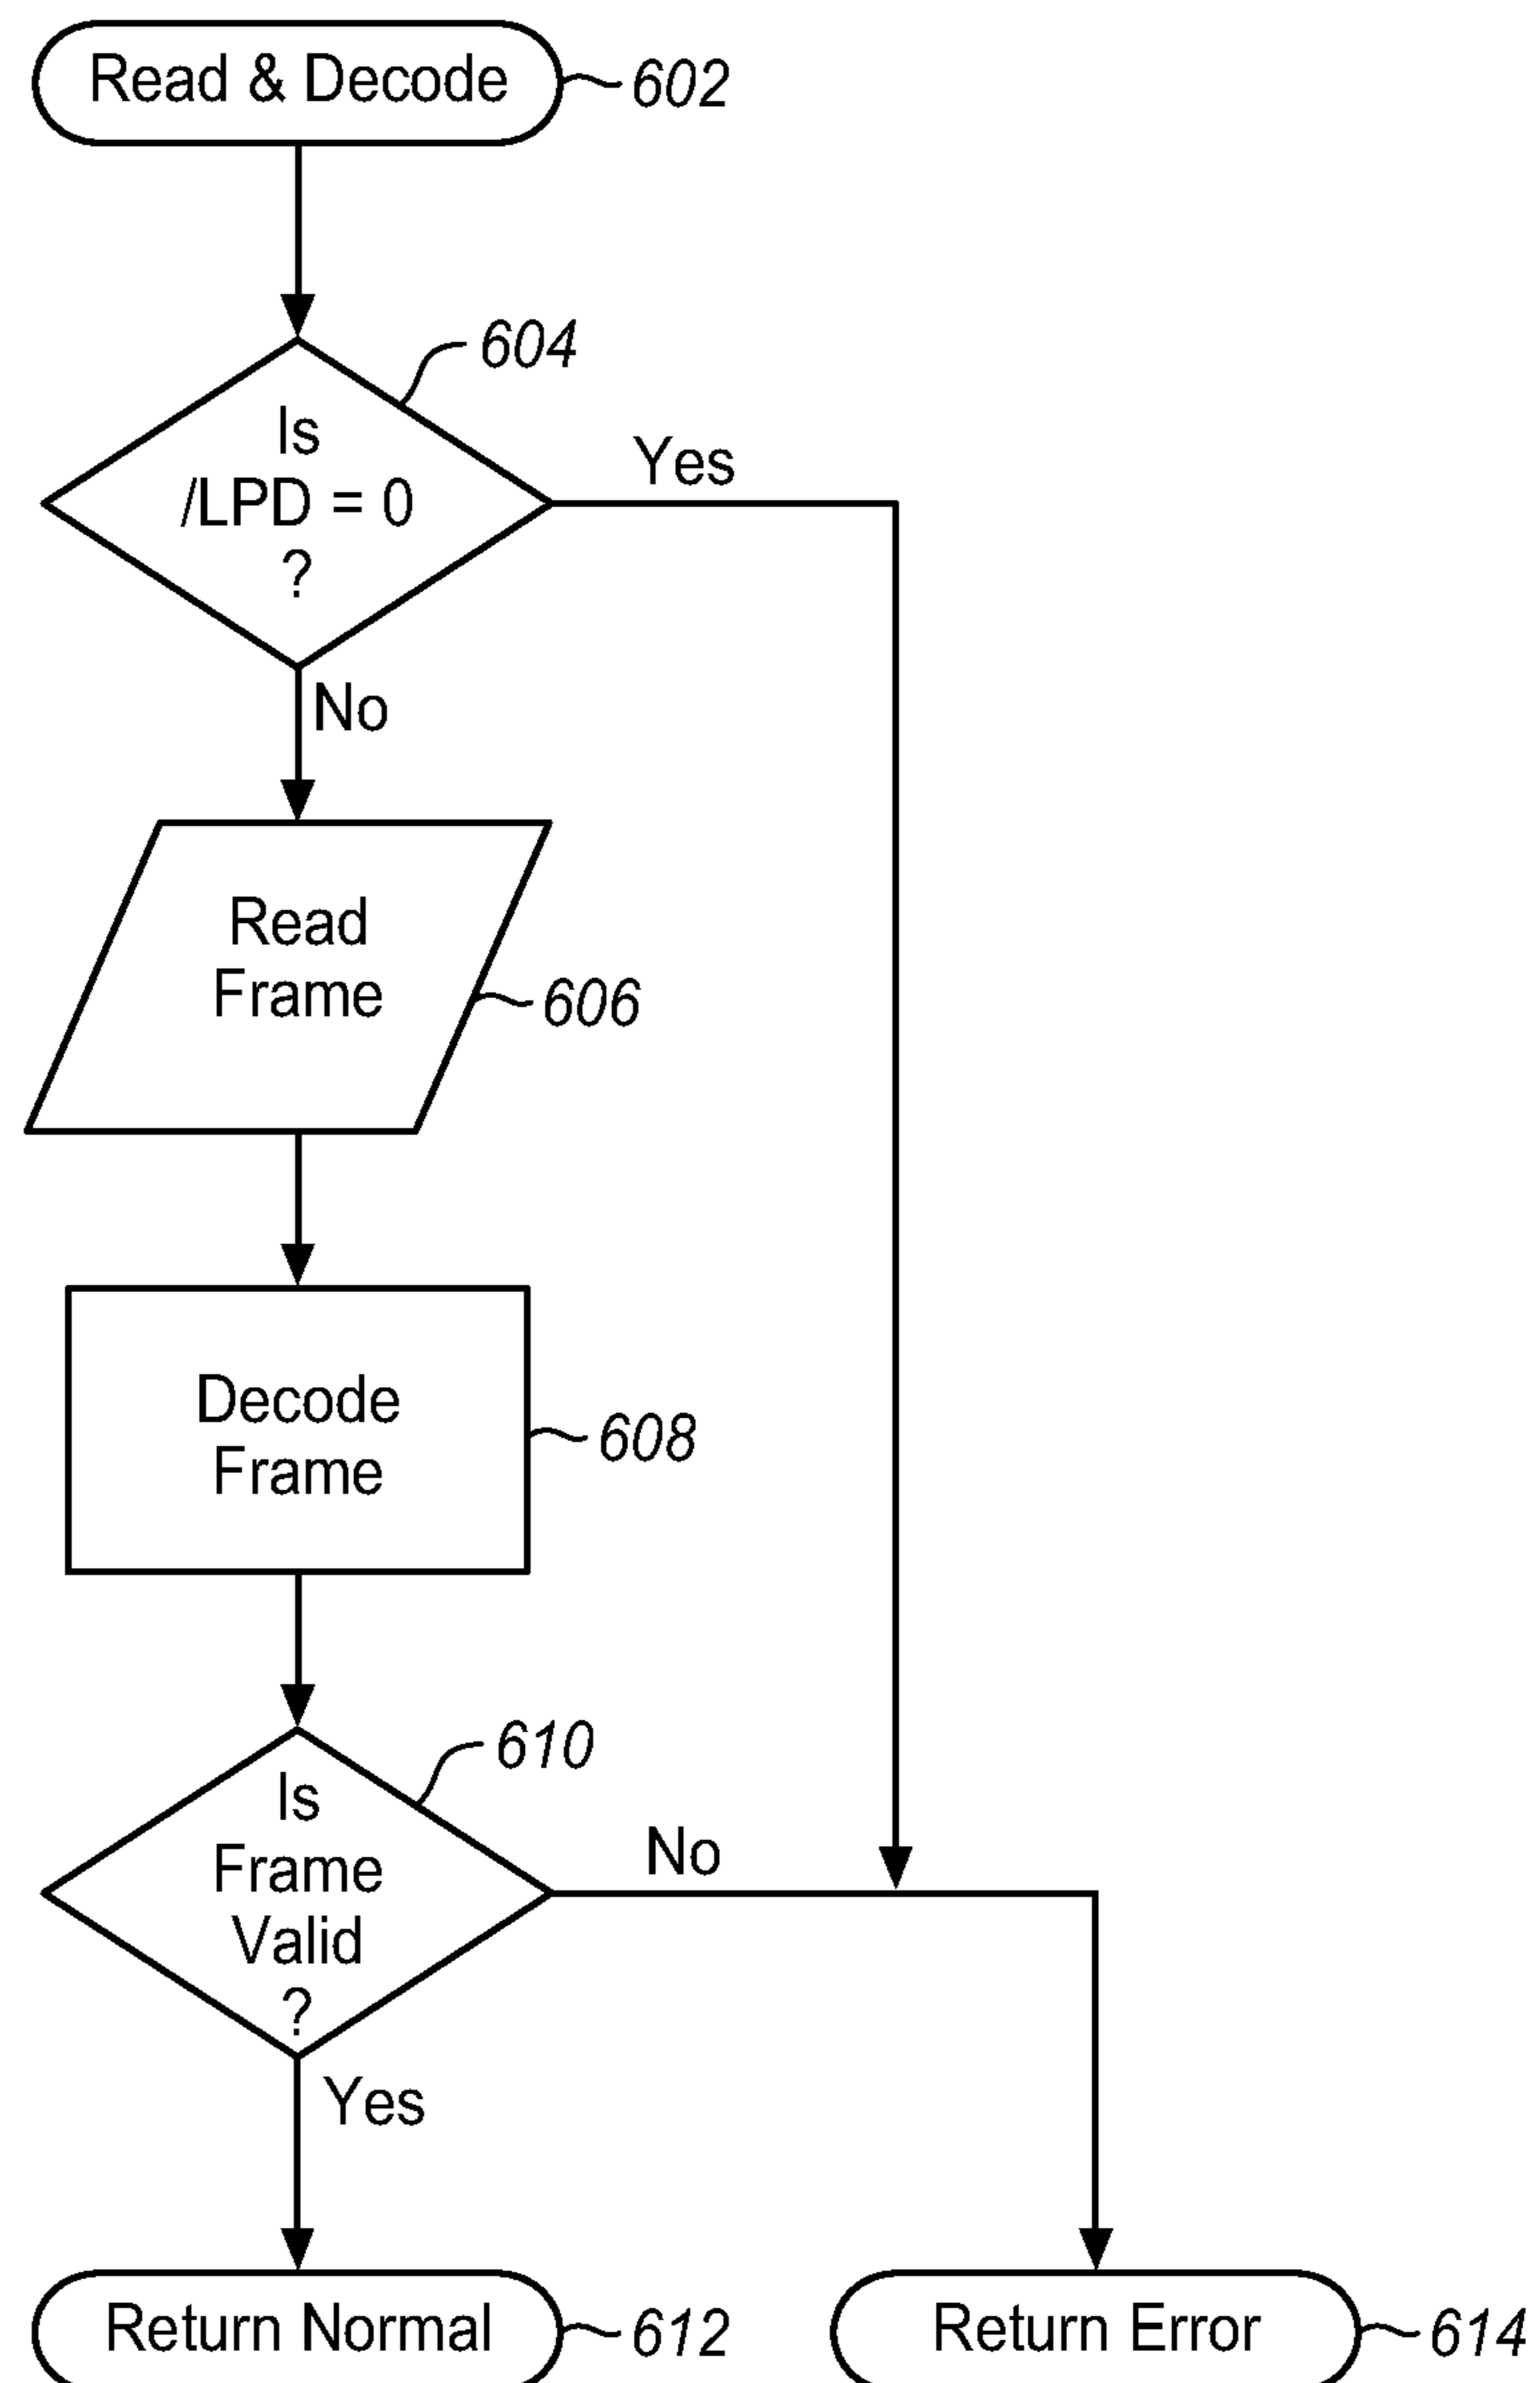 Read & Decode
602
604
Is
/LPD = 0
?
Yes
No
Read
Frame
606
Decode
Frame
608
610
Is
Frame
Valid
?
No
Yes
Return Normal
612
Return Error
614